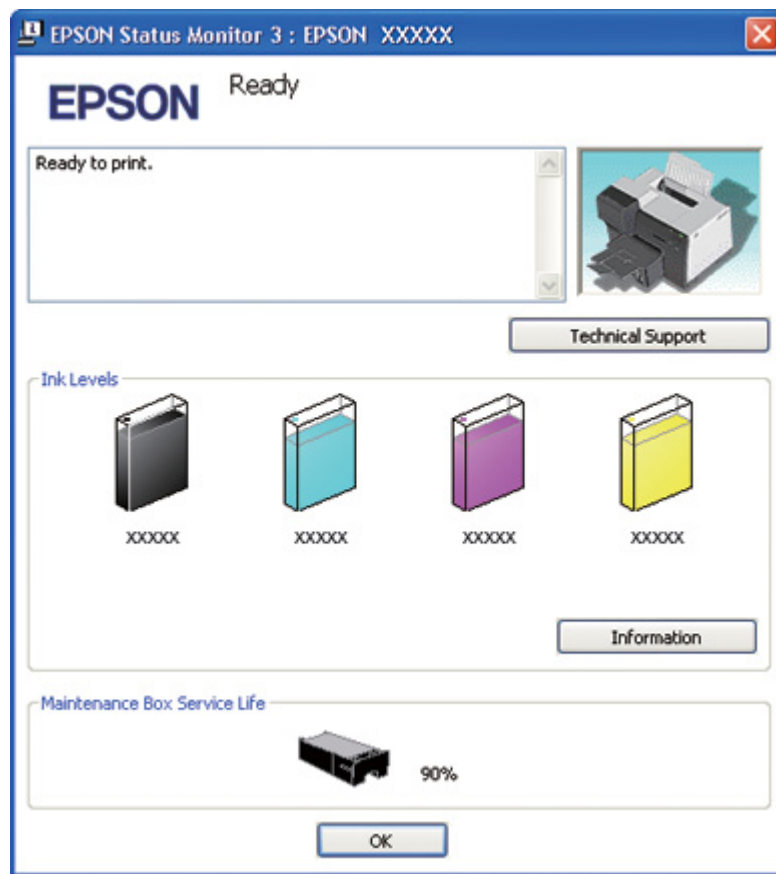 EPSON Status Monitor 3 : EPSON XXXXX
EPSON
Ready
Ready to print.
Technical Support
Ink Levels
XXXXX XXXXX XXXXX XXXXX
Information
Maintenance Box Service Life
90%
OK